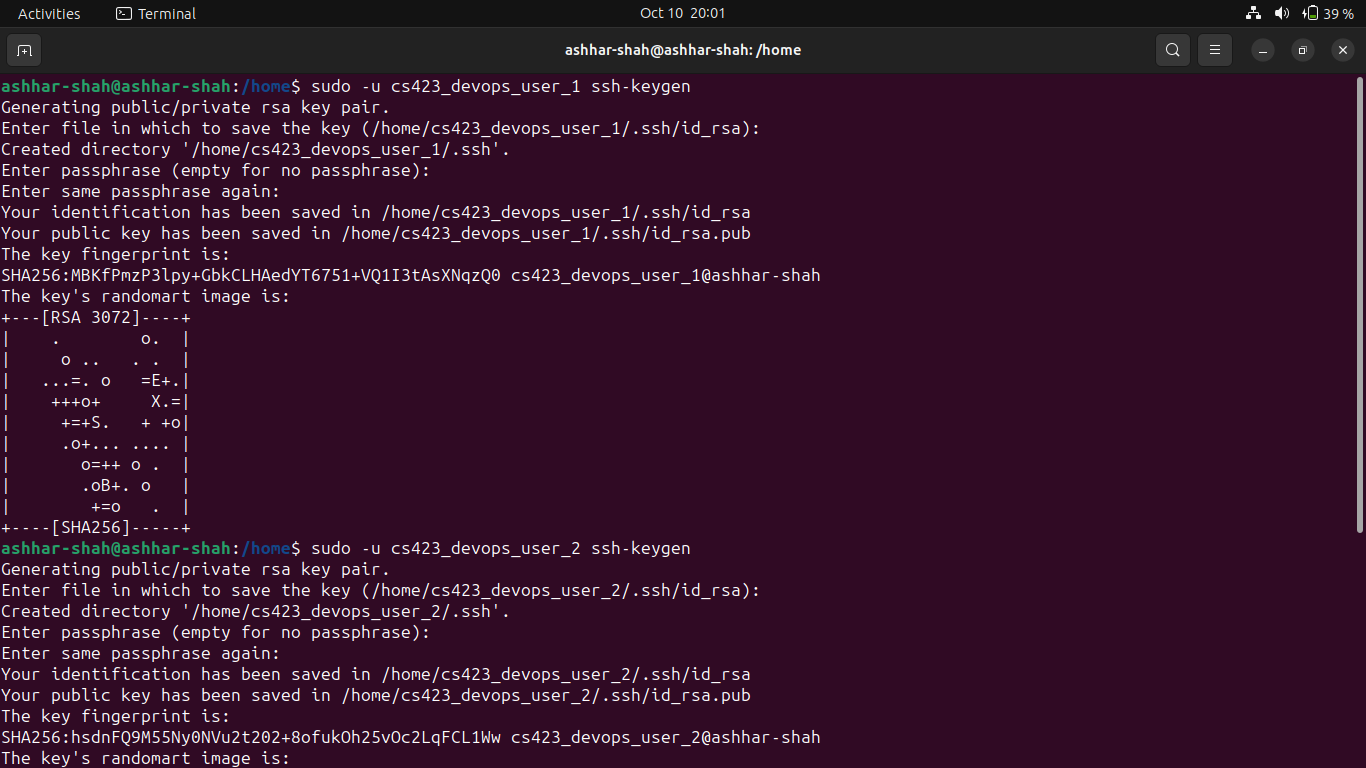 Activities
Terminal
Oct 10 20:01
39 %
ashhar-shah@ashhar-shah: /home
ashhar-shah@ashhar-shah:/home$ sudo -u cs423_devops_user_1 ssh-keygen
Generating public/private rsa key pair.
Enter file in which to save the key (/home/cs423_devops_user_1/.ssh/id_rsa):
Created directory '/home/cs423_devops_user_1/.ssh'.
Enter passphrase (empty for no passphrase):
Enter same passphrase again:
Your identification has been saved in /home/cs423_devops_user_1/.ssh/id_rsa
Your public key has been saved in /home/cs423_devops_user_1/.ssh/id_rsa.pub
The key fingerprint is:
SHA256:MBKfPmzP3lpy+GbkCLHAedYT6751+VQ1I3tAsXNqzQ0 cs423_devops_user_1@ashhar-shah
The key's randomart image is:
+---[RSA 3072]----+
|    .        o.  |
|     o ..   . .  |
|   ...=. o   =E+.|
|    +++o+     X.=|
|     +=+S.   + +o|
|     .o+... .... |
|       o=++ o .  |
|       .oB+. o   |
|        +=o   .  |
+----[SHA256]-----+
ashhar-shah@ashhar-shah:/home$ sudo -u cs423_devops_user_2 ssh-keygen
Generating public/private rsa key pair.
Enter file in which to save the key (/home/cs423_devops_user_2/.ssh/id_rsa):
Created directory '/home/cs423_devops_user_2/.ssh'.
Enter passphrase (empty for no passphrase):
Enter same passphrase again:
Your identification has been saved in /home/cs423_devops_user_2/.ssh/id_rsa
Your public key has been saved in /home/cs423_devops_user_2/.ssh/id_rsa.pub
The key fingerprint is:
SHA256:hsdnFQ9M55Ny0NVu2t202+8ofukOh25vOc2LqFCL1Ww cs423_devops_user_2@ashhar-shah
The key's randomart image is: